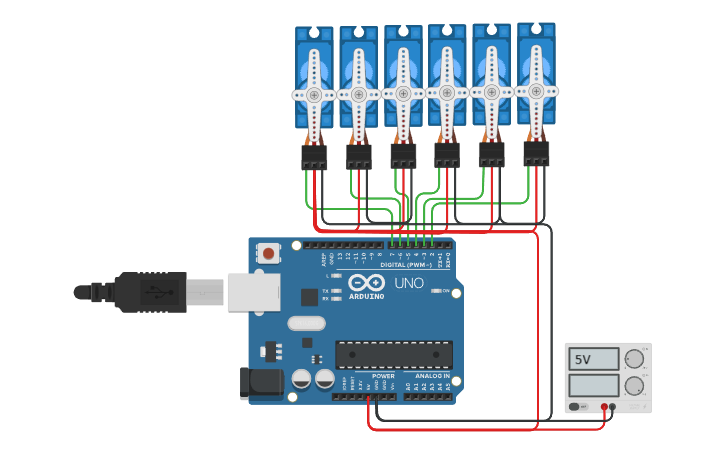 AREF
GND
13
12
~11
~10
~9
8
7
~6
~5
4
~3
2
TX→1
RX←0
DIGITAL (PWM~)
L
TX
RX
ARDUINO
UNO
ON
POWER
ANALOG IN
IOREF
RESET
3.3V
5V
GND
GND
Vin
A0
A1
A2
A3
A4
A5
5V